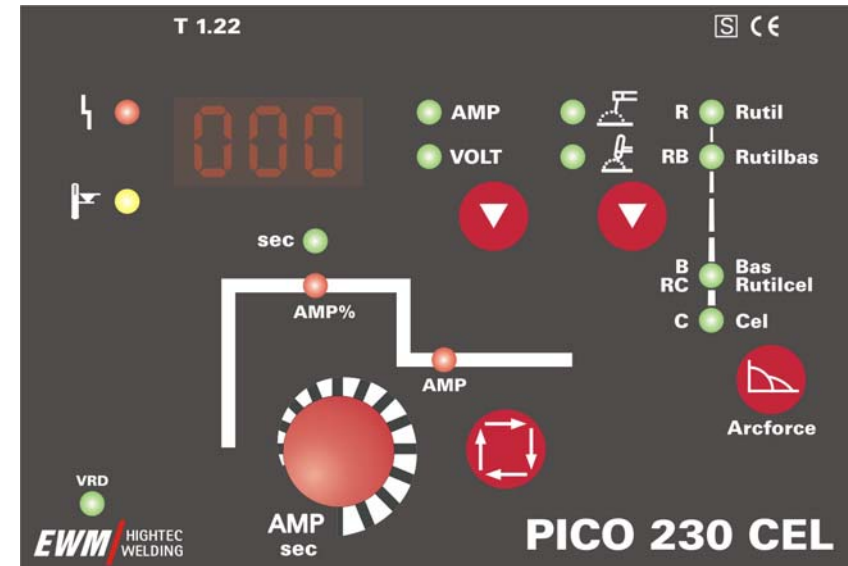 T 1.22
S CE
000
AMP
VOLT
R Rutil
RB Rutilbas
sec
AMP%
B Bas
RC Rutilcel
C Cel
AMP
Arcforce
VRD
AMP
sec
EWM HIGHTEC
WELDING
PICO 230 CEL